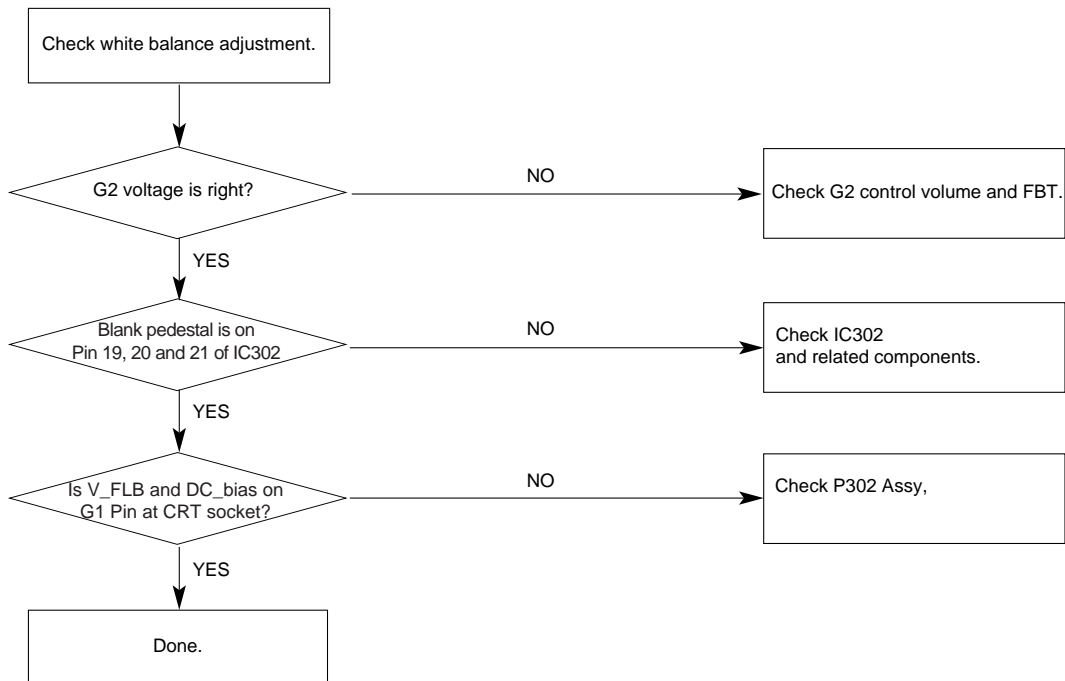 Check white balance adjustment.
G2 voltage is right?
NO
Check G2 control volume and FBT.
YES
Blank pedestal is on
Pin 19, 20 and 21 of IC302
NO
Check IC302
and related components.
YES
Is V_FLB and DC_bias on
G1 Pin at CRT socket?
NO
Check P302 Assy,
YES
Done.